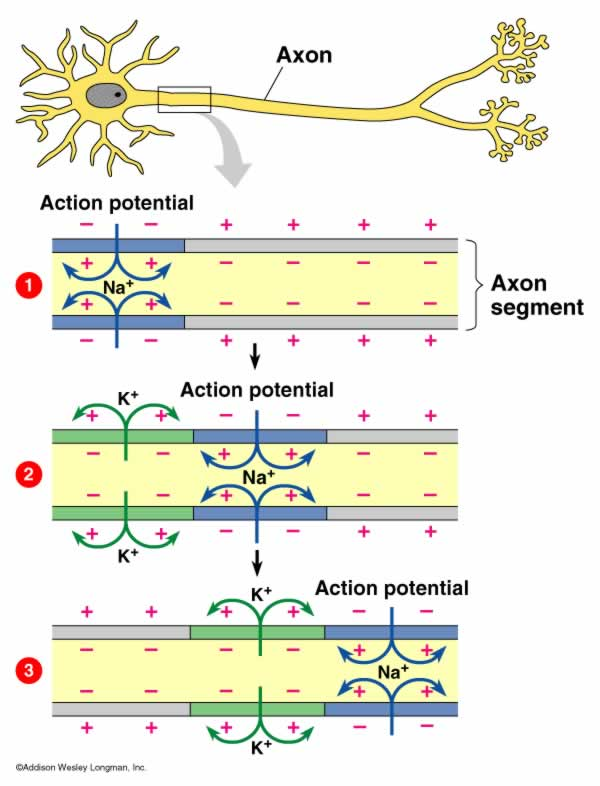 Axon
Action potential
− − + + + +
+ + − − − −
1
Na⁺
Axon
segment
+ + − − − −
− − + + + +
K⁺
Action potential
+ + − − + +
− − + + − −
2
Na⁺
− − + + − −
+ + − − + +
K⁺
K⁺
Action potential
+ + + + − −
− − − − + +
3
Na⁺
− − − − + +
+ + + + − −
K⁺
©Addison Wesley Longman, Inc.